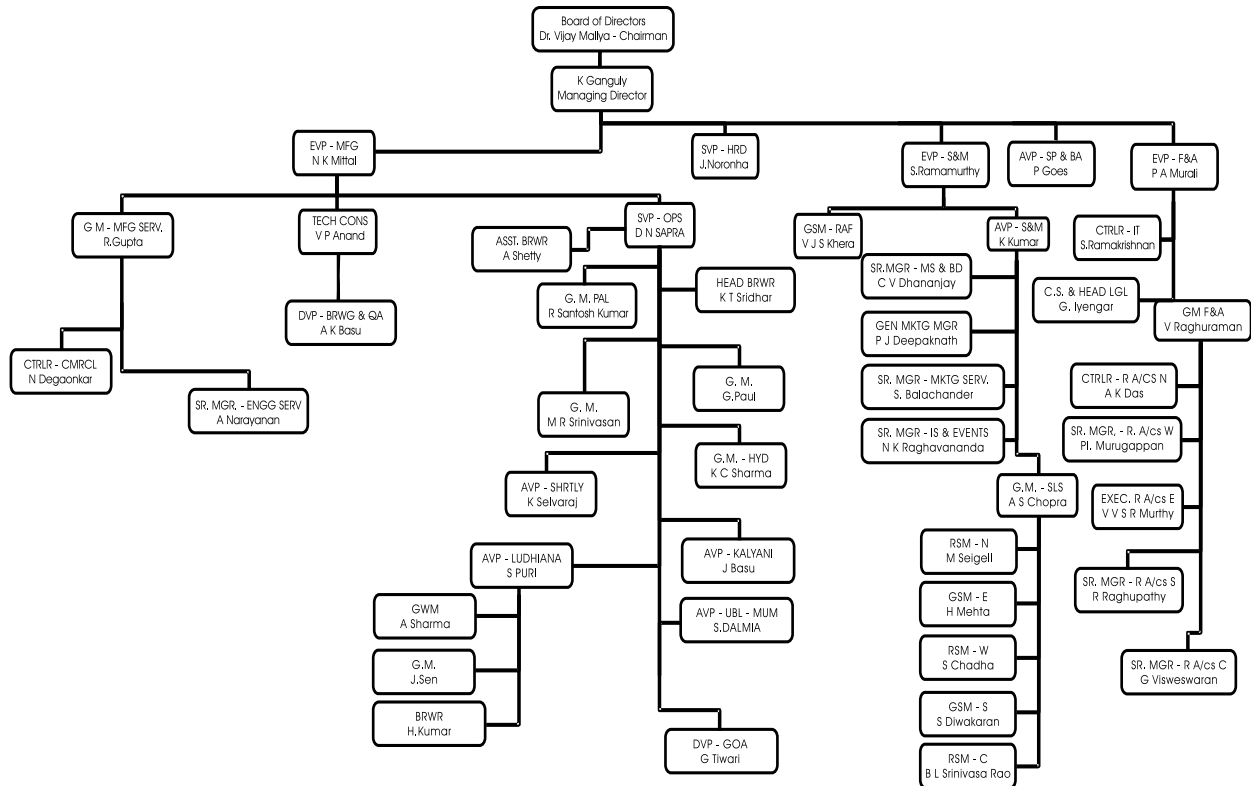 Board of Directors
Dr. Vijay Mallya - Chairman
K Ganguly
Managing Director
EVP - MFG
N K Mittal
SVP - HRD
J.Noronha
EVP - S&M
S.Ramamurthy
AVP - SP & BA
P Goes
EVP - F&A
P A Murali
G M - MFG SERV.
R.Gupta
TECH CONS
V P Anand
SVP - OPS
D N SAPRA
GSM - RAF
V J S Khera
AVP - S&M
K Kumar
CTRLR - IT
S.Ramakrishnan
ASST. BRWR
A Shetty
SR.MGR - MS & BD
C V Dhananjay
HEAD BRWR
K T Sridhar
C.S. & HEAD LGL
G. Iyengar
G. M. PAL
R Santosh Kumar
DVP - BRWG & QA
A K Basu
GM F&A
V Raghuraman
GEN MKTG MGR
P J Deepaknath
CTRLR - CMRCL
N Degaonkar
G. M.
G.Paul
SR. MGR - MKTG SERV.
S. Balachander
CTRLR - R A/CS N
A K Das
SR. MGR. - ENGG SERV
A Narayanan
G. M.
M R Srinivasan
SR. MGR - IS & EVENTS
N K Raghavananda
SR. MGR, - R. A/cs W
Pl. Murugappan
G.M. - HYD
K C Sharma
AVP - SHRTLY
K Selvaraj
G.M. - SLS
A S Chopra
EXEC. R A/cs E
V V S R Murthy
AVP - LUDHIANA
S PURI
AVP - KALYANI
J Basu
RSM - N
M Seigell
SR. MGR - R A/cs S
R Raghupathy
GWM
A Sharma
AVP - UBL - MUM
S.DALMIA
GSM - E
H Mehta
G.M.
J.Sen
RSM - W
S Chadha
SR. MGR - R A/cs C
G Visweswaran
BRWR
H.Kumar
GSM - S
S Diwakaran
DVP - GOA
G Tiwari
RSM - C
B L Srinivasa Rao